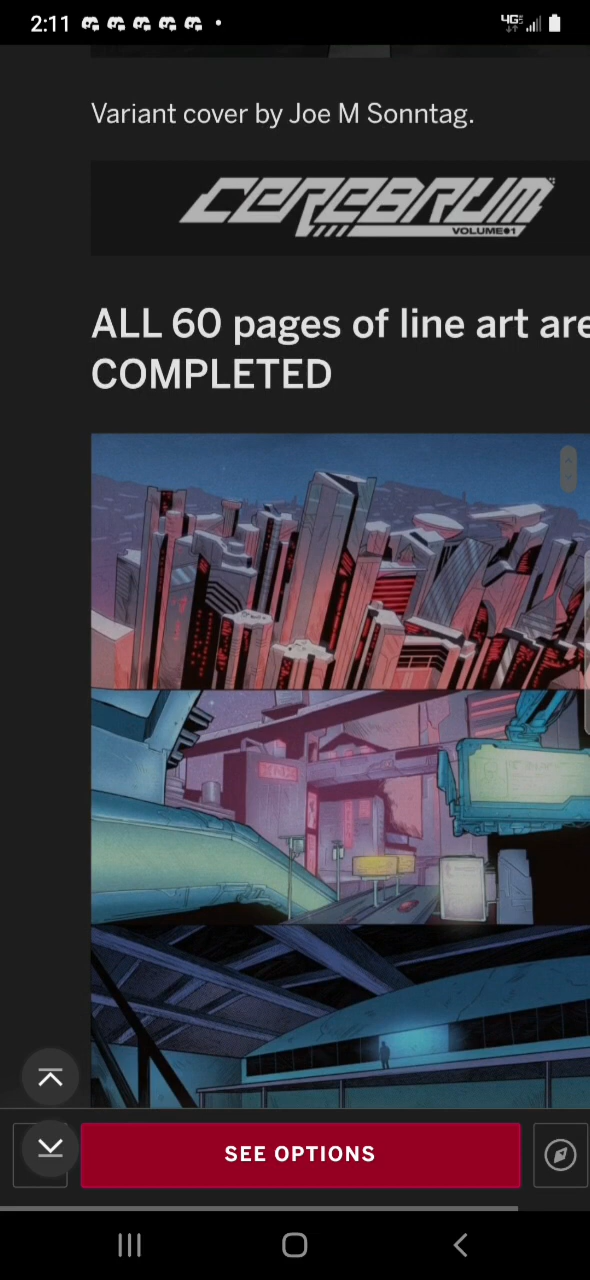 2:11
4G
Variant cover by Joe M Sonntag.
CEREBRUM
VOLUME 1
ALL 60 pages of line art are
COMPLETED
SEE OPTIONS